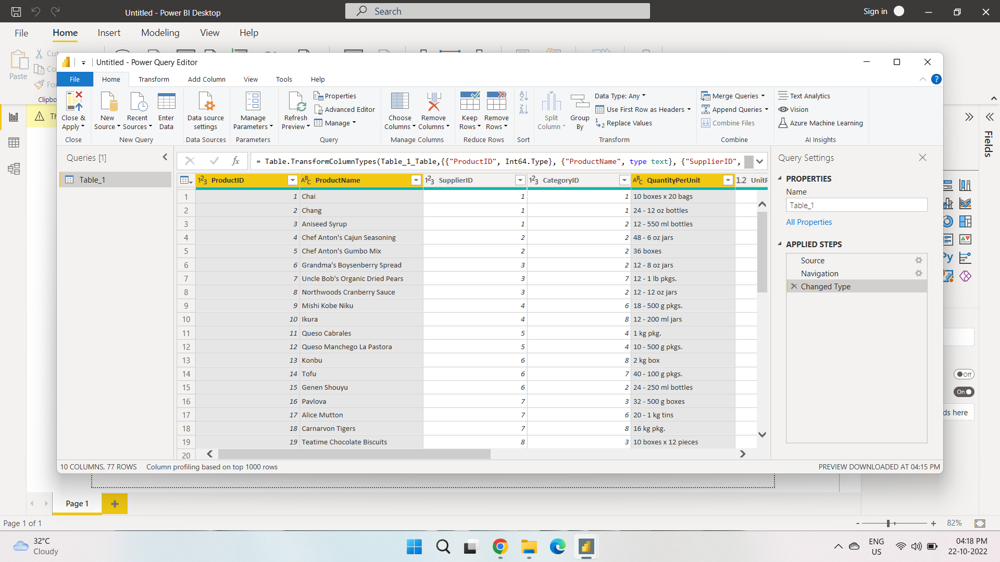 Untitled - Power BI Desktop
Search
Sign in
File Home Insert Modeling View Help
Paste
Clipbo
Untitled - Power Query Editor
File Home Transform Add Column View Tools Help
Close & Apply
Close
New Source
Recent Sources
Enter Data
New Query
Data source settings
Data Sources
Manage Parameters
Parameters
Refresh Preview
Properties
Advanced Editor
Manage
Query
Choose Columns
Remove Columns
Manage Columns
Keep Rows
Remove Rows
Reduce Rows
Sort
Split Column
Group By
Data Type: Any
Use First Row as Headers
Replace Values
Transform
Merge Queries
Append Queries
Combine Files
Combine
Text Analytics
Vision
Azure Machine Learning
AI Insights
Fields
Queries [1]
Table_1
fx = Table.TransformColumnTypes(Table_1_Table,{{"ProductID", Int64.Type}, {"ProductName", type text}, {"SupplierID",
ProductID ProductName SupplierID CategoryID QuantityPerUnit 1.2 UnitP
1 1 Chai 1 1 10 boxes x 20 bags
2 2 Chang 1 1 24 - 12 oz bottles
3 3 Aniseed Syrup 1 2 12 - 550 ml bottles
4 4 Chef Anton's Cajun Seasoning 2 2 48 - 6 oz jars
5 5 Chef Anton's Gumbo Mix 2 2 36 boxes
6 6 Grandma's Boysenberry Spread 3 2 12 - 8 oz jars
7 7 Uncle Bob's Organic Dried Pears 3 7 12 - 1 lb pkgs.
8 8 Northwoods Cranberry Sauce 3 2 12 - 12 oz jars
9 9 Mishi Kobe Niku 4 6 18 - 500 g pkgs.
10 10 Ikura 4 8 12 - 200 ml jars
11 11 Queso Cabrales 5 4 1 kg pkg.
12 12 Queso Manchego La Pastora 5 4 10 - 500 g pkgs.
13 13 Konbu 6 8 2 kg box
14 14 Tofu 6 7 40 - 100 g pkgs.
15 15 Genen Shouyu 6 2 24 - 250 ml bottles
16 16 Pavlova 7 3 32 - 500 g boxes
17 17 Alice Mutton 7 6 20 - 1 kg tins
18 18 Carnarvon Tigers 7 8 16 kg pkg.
19 19 Teatime Chocolate Biscuits 8 3 10 boxes x 12 pieces
20
Query Settings
PROPERTIES
Name
Table_1
All Properties
APPLIED STEPS
Source
Navigation
Changed Type
Py
Off
On
ds here
10 COLUMNS, 77 ROWS Column profiling based on top 1000 rows
PREVIEW DOWNLOADED AT 04:15 PM
Page 1
Page 1 of 1
- + 82%
32°C
Cloudy
ENG
US
04:18 PM
22-10-2022